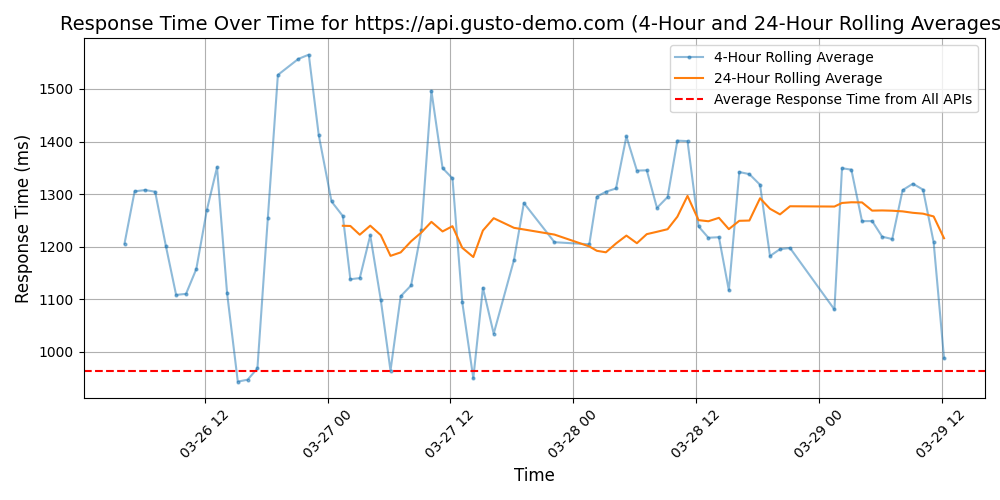 Response Time Over Time for https://api.gusto-demo.com (4-Hour and 24-Hour Rolling Averages
4-Hour Rolling Average
24-Hour Rolling Average
Average Response Time from All APIs
Response Time (ms)
1500
1400
1300
1200
1100
1000
03-26 12
03-27 00
03-27 12
03-28 00
03-28 12
03-29 00
03-29 12
Time